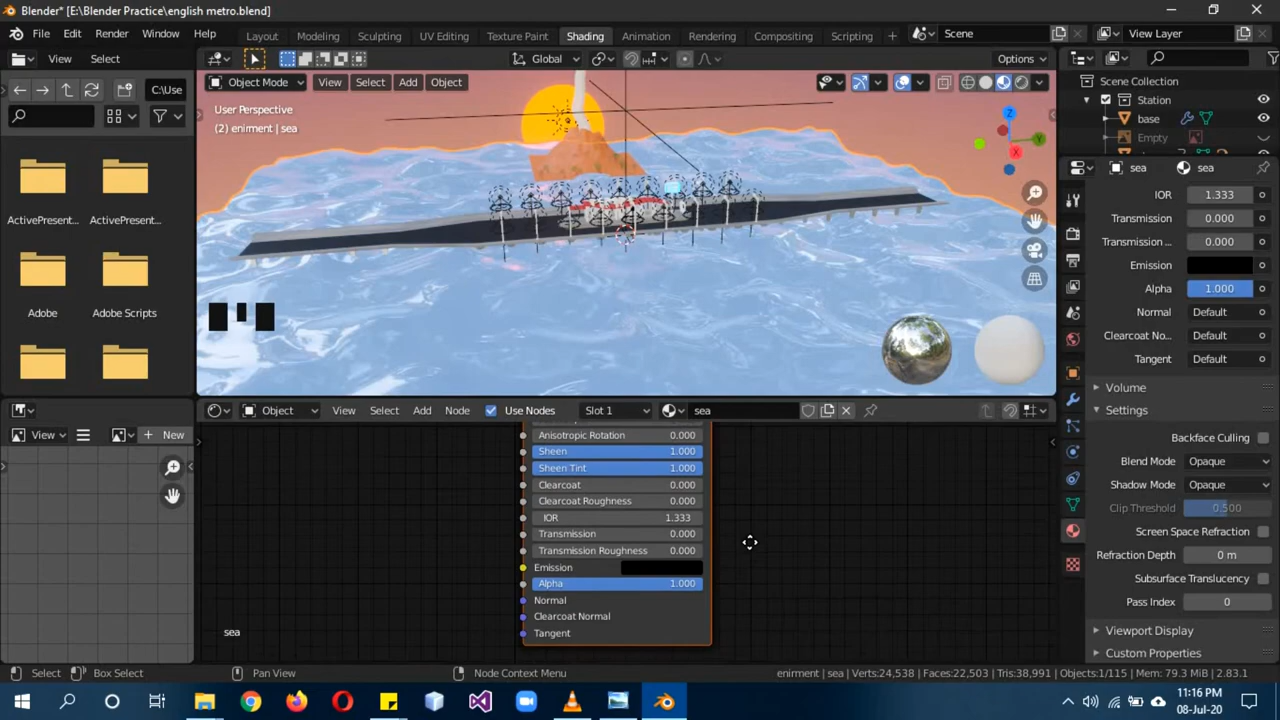 Blender* [E:\Blender Practice\english metro.blend]
File Edit Render Window Help
Layout Modeling Sculpting UV Editing Texture Paint Shading Animation Rendering Compositing Scripting
Scene View Layer
View Select
Global Options
Object Mode View Select Add Object
C:\Use
User Perspective
(2) enirment | sea
Scene Collection
Station
base
Empty
sea sea
ActivePresent... ActivePresent...
Adobe Adobe Scripts
X Y Z
IOR 1.333
Transmission 0.000
Transmission ... 0.000
Emission
Alpha 1.000
Normal Default
Clearcoat No... Default
Tangent Default
Volume
Settings
Backface Culling
Blend Mode Opaque
Shadow Mode Opaque
Clip Threshold 0.500
Screen Space Refraction
Refraction Depth 0 m
Subsurface Translucency
Pass Index 0
Viewport Display
Custom Properties
Object View Select Add Node Use Nodes Slot 1 sea
View New
Anisotropic Rotation 0.000
Sheen 1.000
Sheen Tint 1.000
Clearcoat 0.000
Clearcoat Roughness 0.000
IOR 1.333
Transmission 0.000
Transmission Roughness 0.000
Emission
Alpha 1.000
Normal
Clearcoat Normal
Tangent
sea
Select Box Select Pan View Node Context Menu
enirment | sea | Verts:24,538 | Faces:22,503 | Tris:38,991 | Objects:1/115 | Mem: 79.3 MiB | 2.83.1
11:16 PM
08-Jul-20